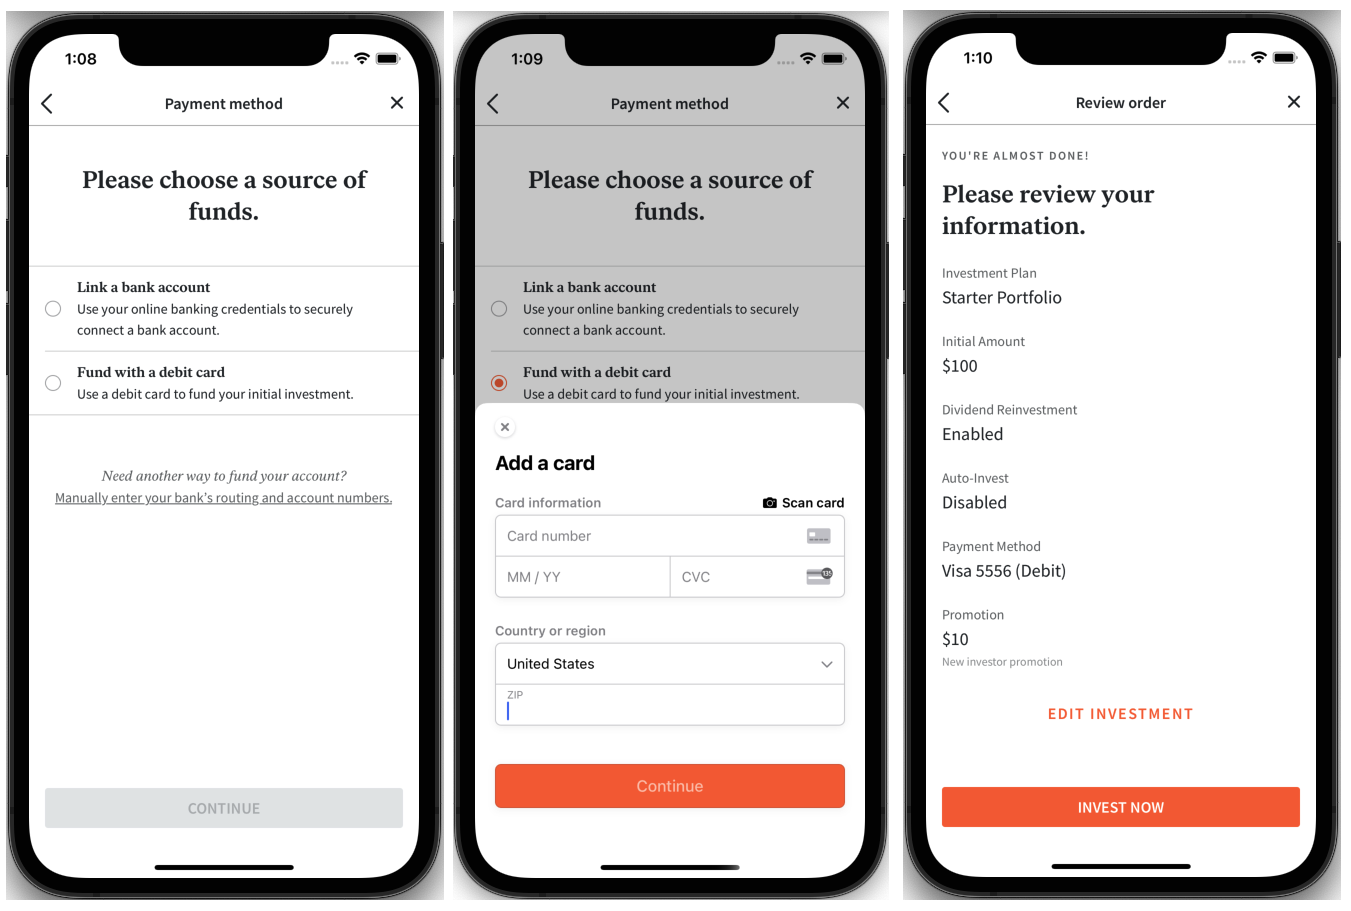 1:08
Payment method
Please choose a source of
funds.
Link a bank account
Use your online banking credentials to securely
connect a bank account.
Fund with a debit card
Use a debit card to fund your initial investment.
Need another way to fund your account?
Manually enter your bank's routing and account numbers.
CONTINUE
1:09
Payment method
Please choose a source of
funds.
Link a bank account
Use your online banking credentials to securely
connect a bank account.
Fund with a debit card
Use a debit card to fund your initial investment.
Add a card
Card information
Scan card
Card number
MM / YY
CVC
135
Country or region
United States
ZIP
Continue
1:10
Review order
YOU'RE ALMOST DONE!
Please review your
information.
Investment Plan
Starter Portfolio
Initial Amount
$100
Dividend Reinvestment
Enabled
Auto-Invest
Disabled
Payment Method
Visa 5556 (Debit)
Promotion
$10
New investor promotion
EDIT INVESTMENT
INVEST NOW